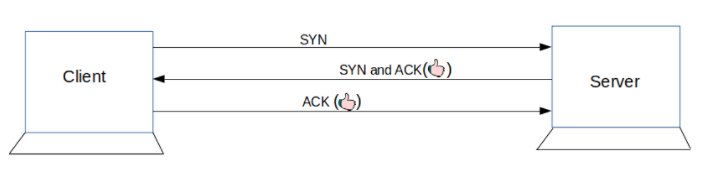 SYN
Client
SYN and ACK(👍)
Server
ACK (👍)